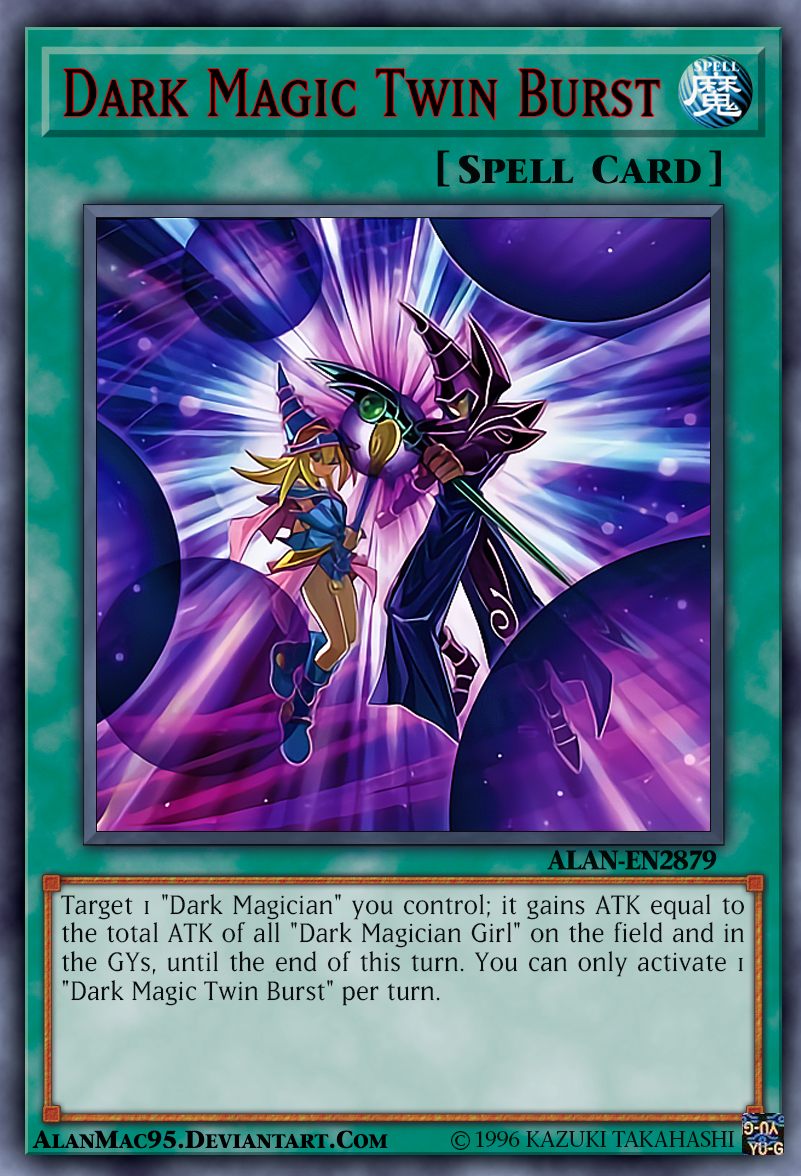 Dark Magic Twin Burst
SPELL
魔
[Spell Card]
ALAN-EN2879
Target 1 "Dark Magician" you control; it gains ATK equal to
the total ATK of all "Dark Magician Girl" on the field and in
the GYs, until the end of this turn. You can only activate 1
"Dark Magic Twin Burst" per turn.
AlanMac95.Deviantart.Com
© 1996 KAZUKI TAKAHASHI
YU-G
YU-G